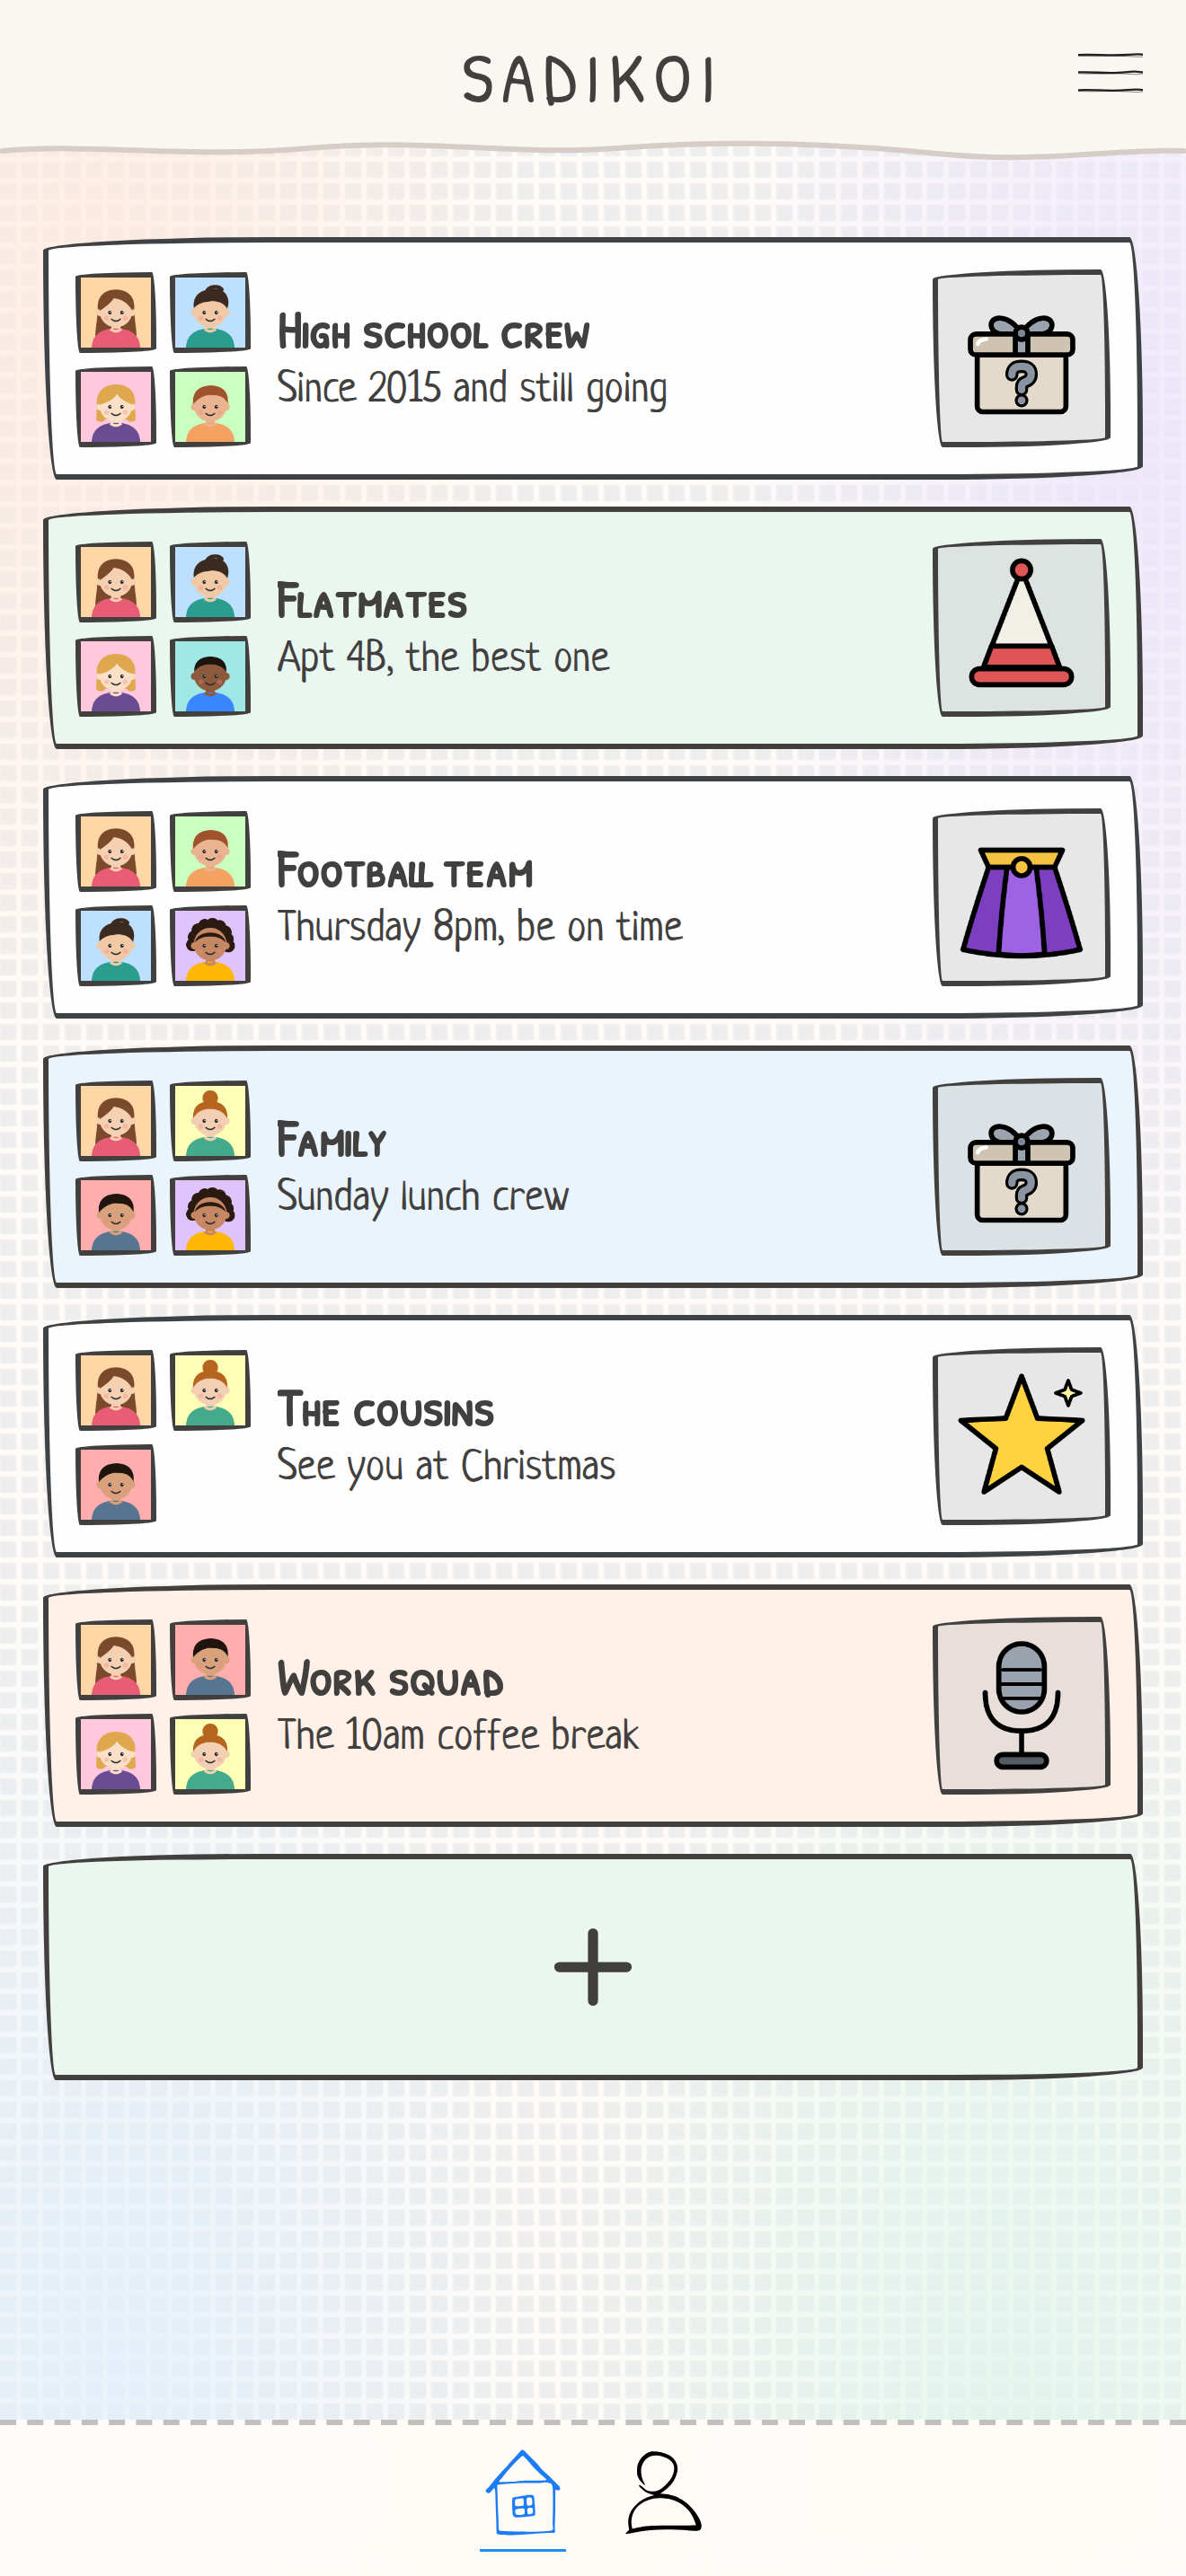 SADIKOI
High school crew
Since 2015 and still going
?
Flatmates
Apt 4B, the best one
Football team
Thursday 8pm, be on time
Family
Sunday lunch crew
?
The cousins
See you at Christmas
Work squad
The 10am coffee break